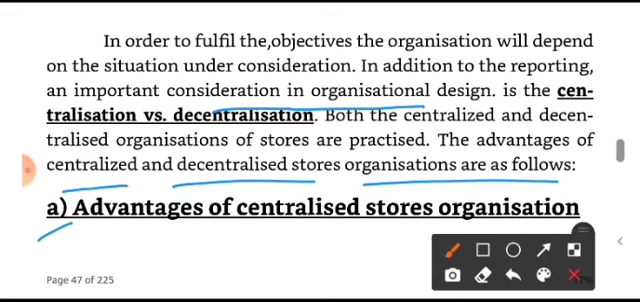 In order to fulfil the,objectives the organisation will depend
on the situation under consideration. In addition to the reporting,
an important consideration in organisational design. is the cen-
tralisation vs. decentralisation. Both the centralized and decen-
tralised organisations of stores are practised. The advantages of
centralized and decentralised stores organisations are as follows:
a) Advantages of centralised stores organisation
Page 47 of 225